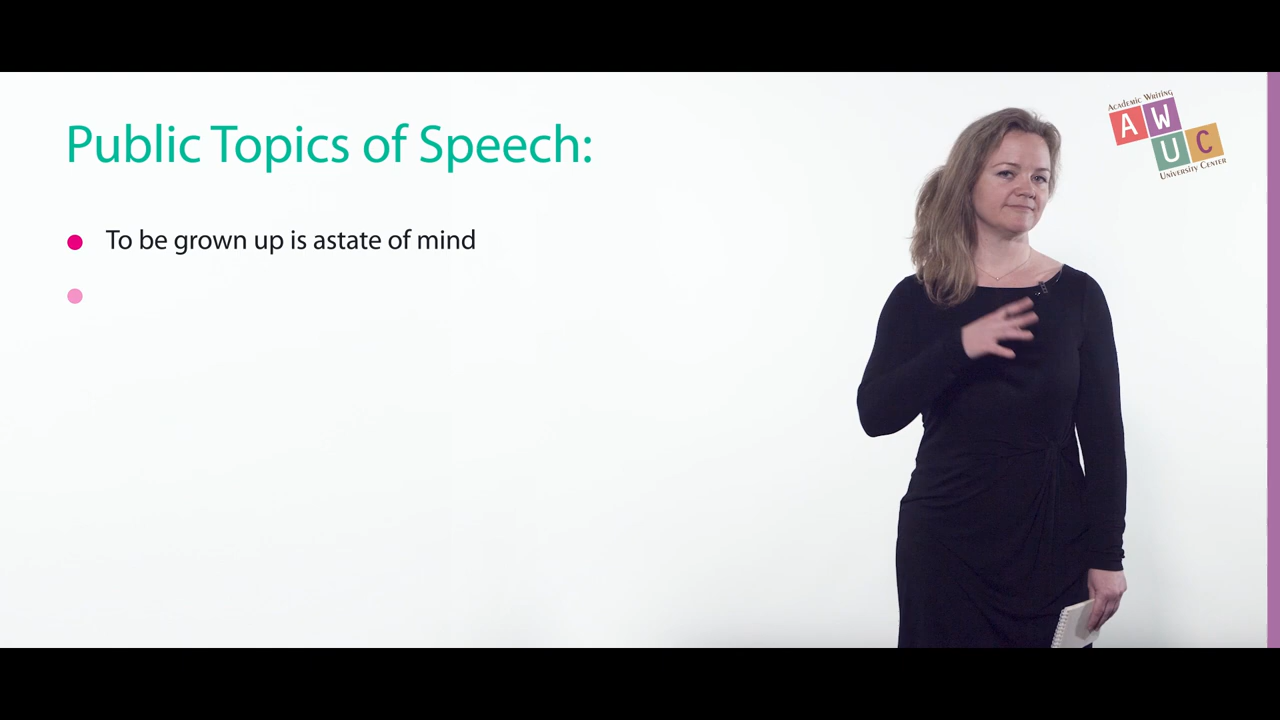 Public Topics of Speech:
To be grown up is astate of mind
Academic Writing
A W
U C
University Center